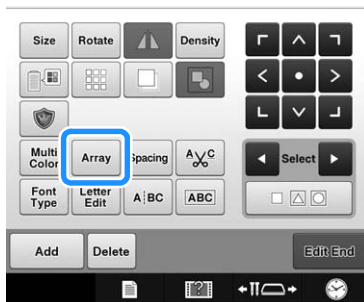 Size Rotate Density
Multi Color Array Spacing A C
Font Type Letter Edit A BC ABC
Select
Add Delete Edit End
?